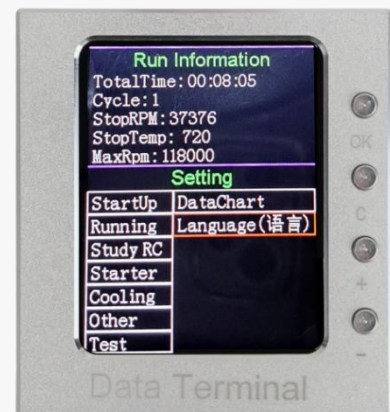 Run Information
TotalTime:00:08:05
Cycle:1
StopRPM:37376
StopTemp: 720
MaxRpm:118000
Setting
StartUp DataChart
Running Language(语言)
Study RC
Starter
Cooling
Other
Test
OK
C
+
-
Data Terminal